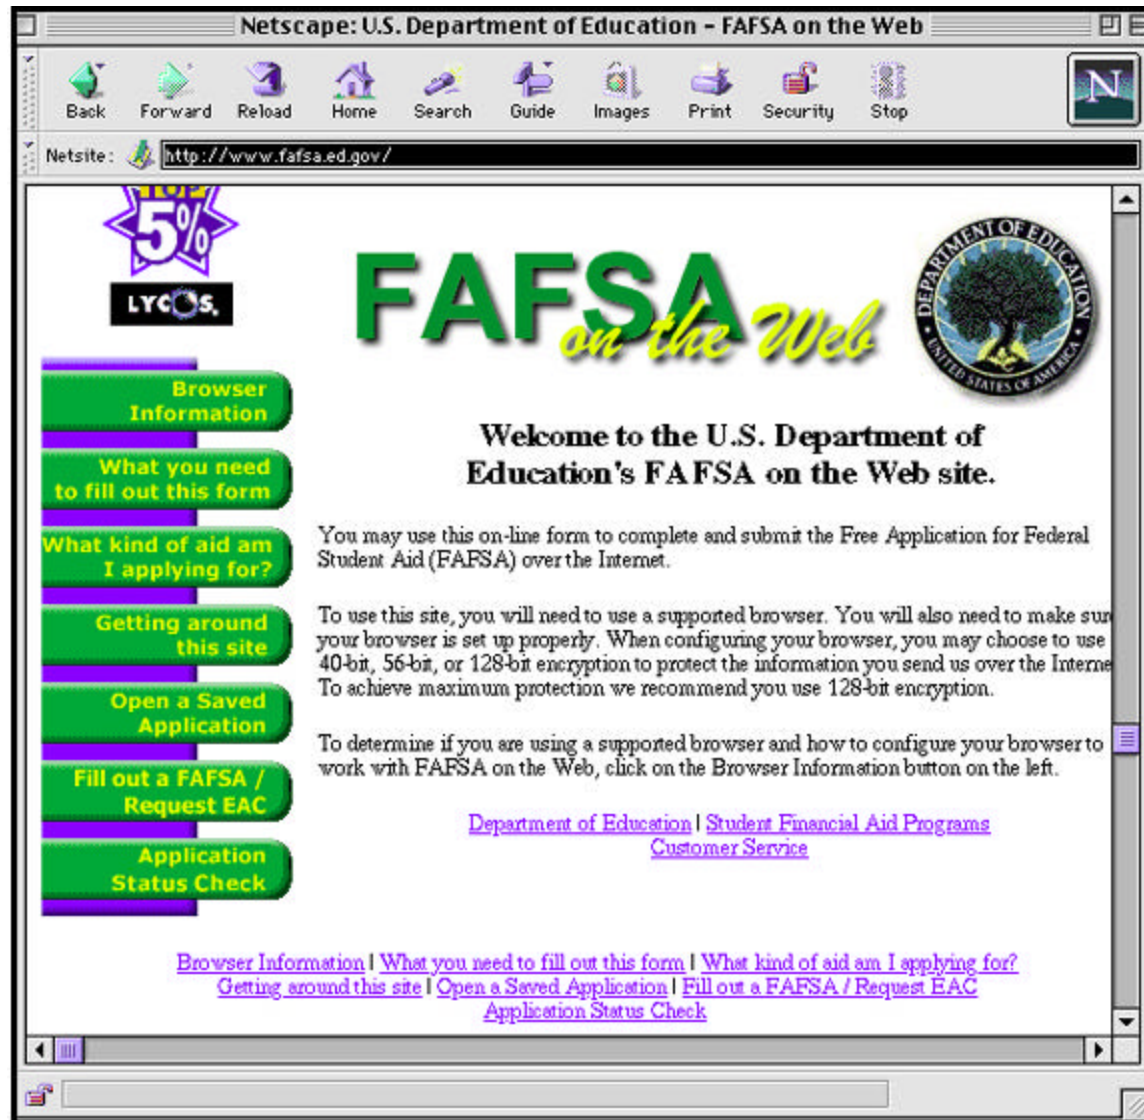 Netscape: U.S. Department of Education – FAFSA on the Web
Back Forward Reload Home Search Guide Images Print Security Stop
N
Netsite: http://www.fafsa.ed.gov/
TOP
5%
LYCOS.
FAFSA
on the Web
DEPARTMENT OF EDUCATION
UNITED STATES OF AMERICA
Browser
Information
What you need
to fill out this form
What kind of aid am
I applying for?
Getting around
this site
Open a Saved
Application
Fill out a FAFSA /
Request EAC
Application
Status Check
Welcome to the U.S. Department of
Education's FAFSA on the Web site.
You may use this on-line form to complete and submit the Free Application for Federal
Student Aid (FAFSA) over the Internet.
To use this site, you will need to use a supported browser. You will also need to make sure
your browser is set up properly. When configuring your browser, you may choose to use
40-bit, 56-bit, or 128-bit encryption to protect the information you send us over the Interne
To achieve maximum protection we recommend you use 128-bit encryption.
To determine if you are using a supported browser and how to configure your browser to
work with FAFSA on the Web, click on the Browser Information button on the left.
Department of Education | Student Financial Aid Programs
Customer Service
Browser Information | What you need to fill out this form | What kind of aid am I applying for?
Getting around this site | Open a Saved Application | Fill out a FAFSA / Request EAC
Application Status Check